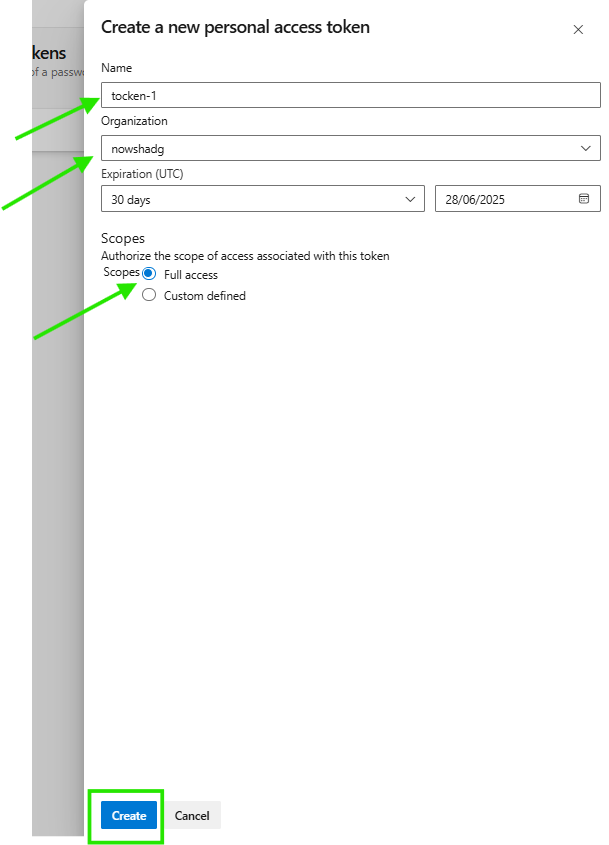 Create a new personal access token
kens
of a passwo
Name
tocken-1
Organization
nowshadg
Expiration (UTC)
30 days
28/06/2025
Scopes
Authorize the scope of access associated with this token
Scopes
Full access
Custom defined
Create
Cancel